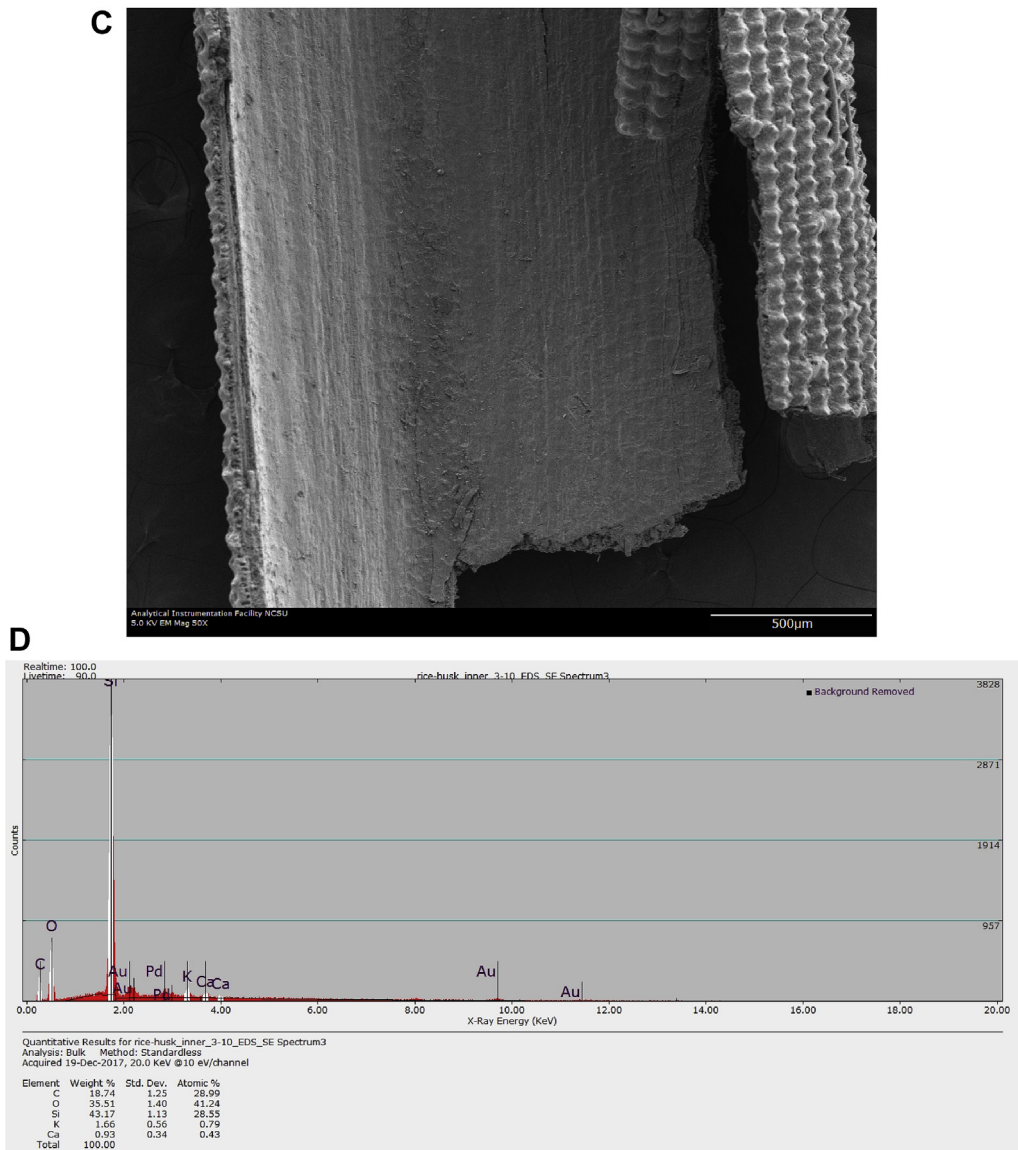 C
Analytical Instrumentation Facility NCSU
5.0 KV EM Mag 50X
500µm
D
Realtime: 100.0
Livetime: 90.0
rice-husk_inner_3-10_EDS_SE Spectrum3
Si
3828
Background Removed
2871
1914
957
Counts
O
C
Au
Au
Pd
Pd
K
Ca
Ca
Au
Au
0.00 2.00 4.00 6.00 8.00 10.00 12.00 14.00 16.00 18.00 20.00
X-Ray Energy (KeV)
Quantitative Results for rice-husk_inner_3-10_EDS_SE Spectrum3
Analysis: Bulk Method: Standardless
Acquired 19-Dec-2017, 20.0 KeV @10 eV/channel
Element Weight % Std. Dev. Atomic %
C 18.74 1.25 28.99
O 35.51 1.40 41.24
Si 43.17 1.13 28.55
K 1.66 0.56 0.79
Ca 0.93 0.34 0.43
Total 100.00